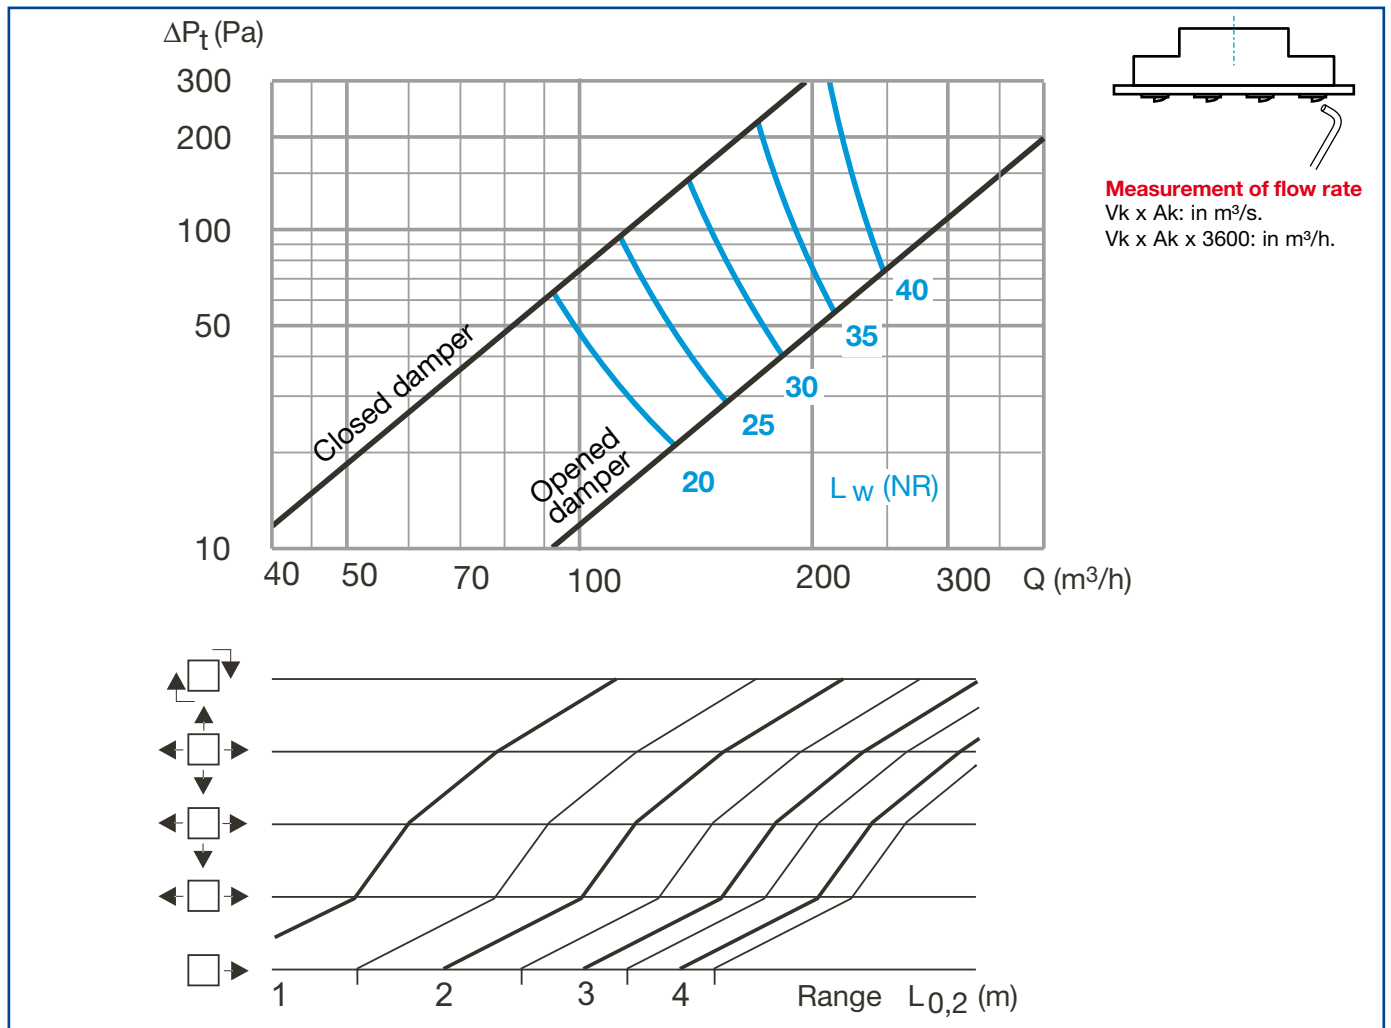 ΔPt (Pa)
300
200
100
50
10
Closed damper
Opened
damper
20
25
30
35
40
Lw (NR)
40 50 70 100 200 300 Q (m³/h)
Measurement of flow rate
Vk x Ak: in m³/s.
Vk x Ak x 3600: in m³/h.
1 2 3 4 Range L0,2 (m)